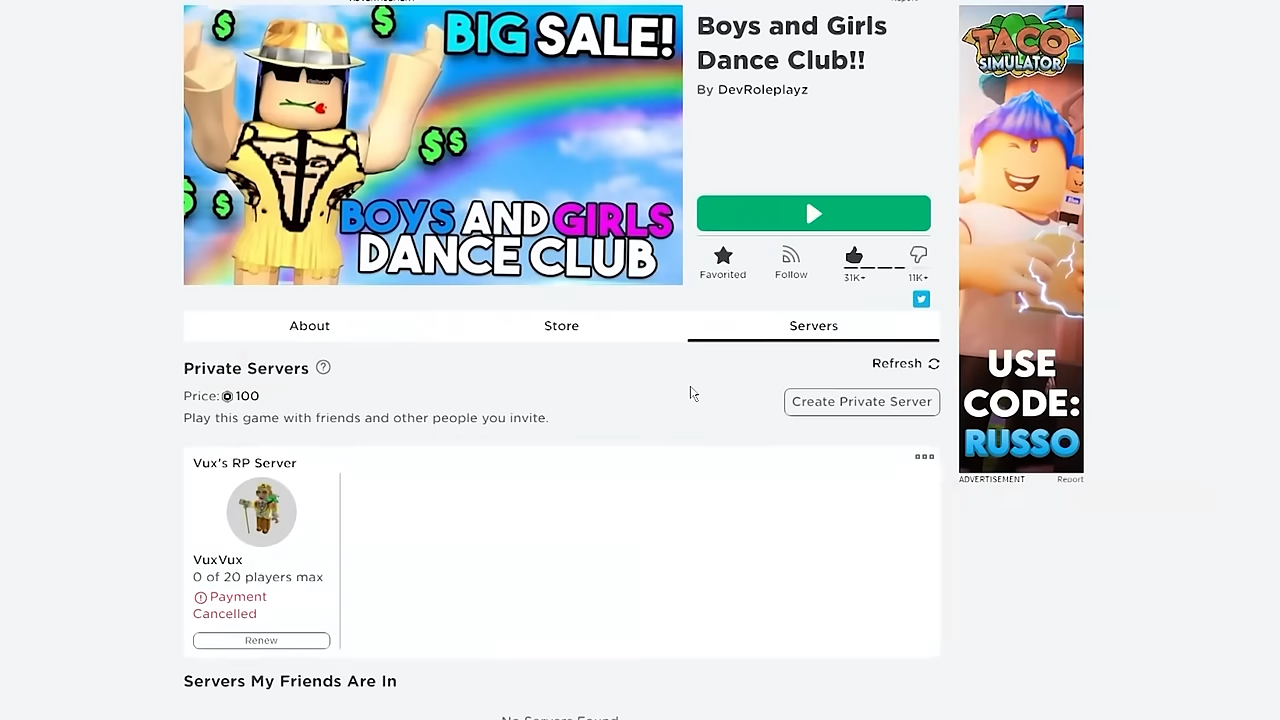 ADVERTISEMENT
Report
BIG SALE!
BOYS AND GIRLS
DANCE CLUB
Boys and Girls
Dance Club!!
By DevRoleplayz
Favorited
Follow
31K+
11K+
TACO
SIMULATOR
USE
CODE:
RUSSO
ADVERTISEMENT
Report
About
Store
Servers
Private Servers
Refresh
Price: 100
Play this game with friends and other people you invite.
Create Private Server
Vux's RP Server
VuxVux
0 of 20 players max
Payment
Cancelled
Renew
Servers My Friends Are In
No Servers Found